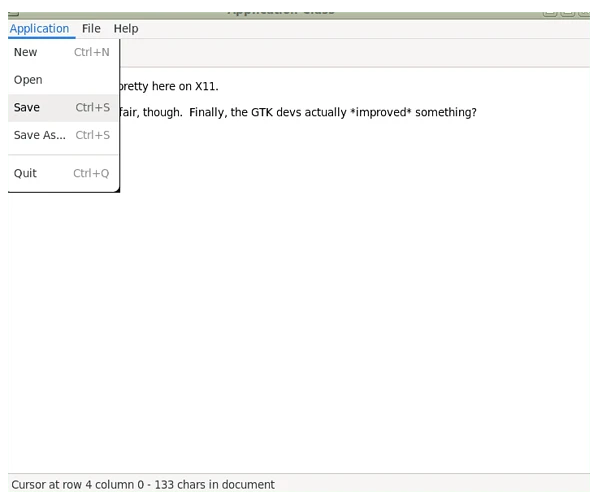 Application File Help
New Ctrl+N
Open
Save Ctrl+S
Save As... Ctrl+S
Quit Ctrl+Q
pretty here on X11.
fair, though. Finally, the GTK devs actually *improved* something?
Cursor at row 4 column 0 - 133 chars in document